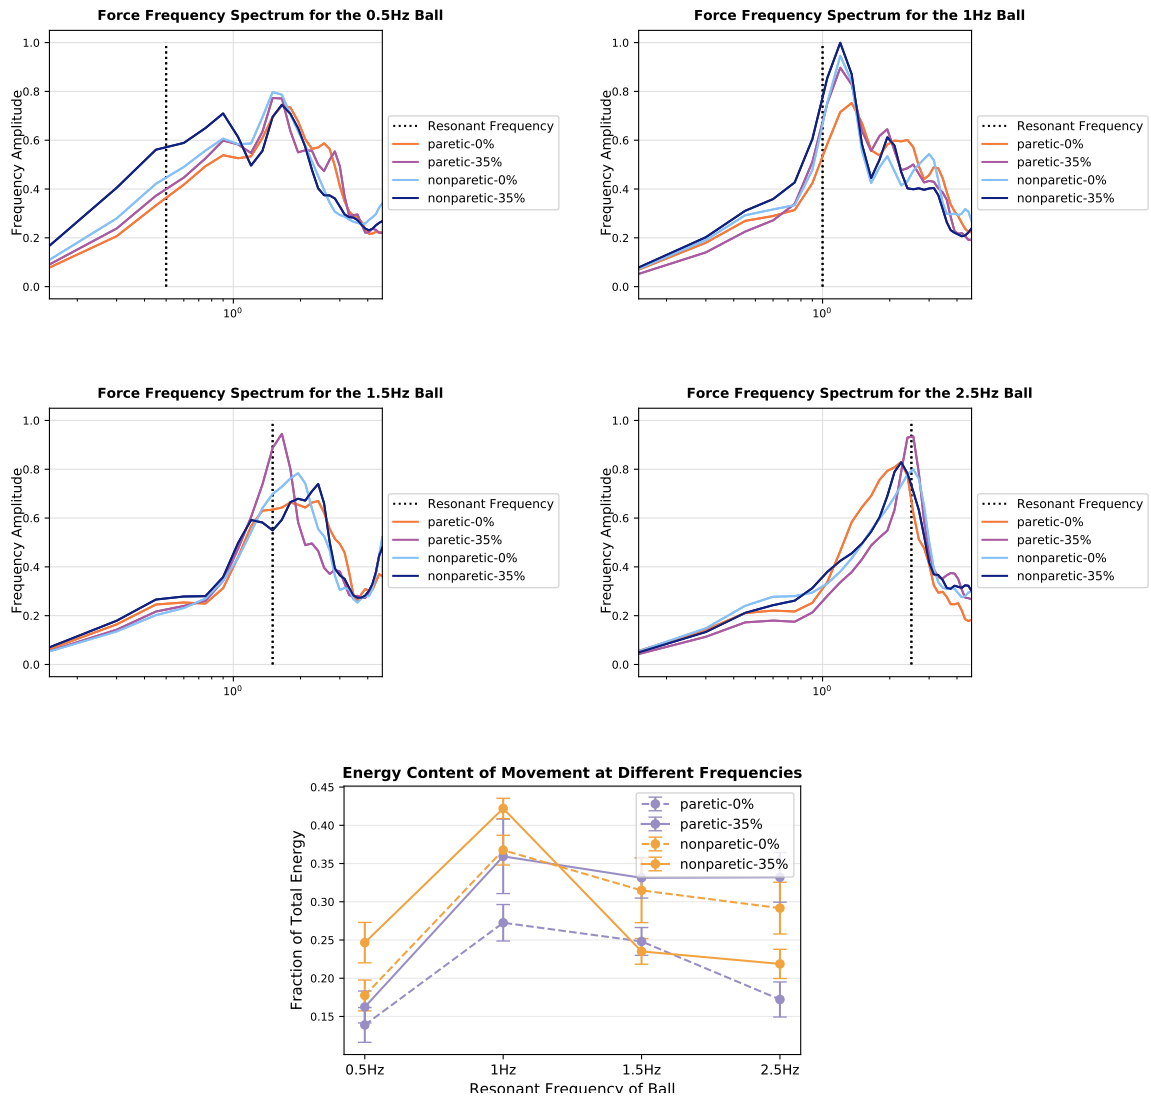 Force Frequency Spectrum for the 0.5Hz Ball
Frequency Amplitude
1.0
0.8
0.6
0.4
0.2
0.0
10⁰
Resonant Frequency
paretic-0%
paretic-35%
nonparetic-0%
nonparetic-35%
Force Frequency Spectrum for the 1Hz Ball
Frequency Amplitude
1.0
0.8
0.6
0.4
0.2
0.0
10⁰
Resonant Frequency
paretic-0%
paretic-35%
nonparetic-0%
nonparetic-35%
Force Frequency Spectrum for the 1.5Hz Ball
Frequency Amplitude
1.0
0.8
0.6
0.4
0.2
0.0
10⁰
Resonant Frequency
paretic-0%
paretic-35%
nonparetic-0%
nonparetic-35%
Force Frequency Spectrum for the 2.5Hz Ball
Frequency Amplitude
1.0
0.8
0.6
0.4
0.2
0.0
10⁰
Resonant Frequency
paretic-0%
paretic-35%
nonparetic-0%
nonparetic-35%
Energy Content of Movement at Different Frequencies
Fraction of Total Energy
0.45
0.40
0.35
0.30
0.25
0.20
0.15
paretic-0%
paretic-35%
nonparetic-0%
nonparetic-35%
0.5Hz 1Hz 1.5Hz 2.5Hz
Resonant Frequency of Ball